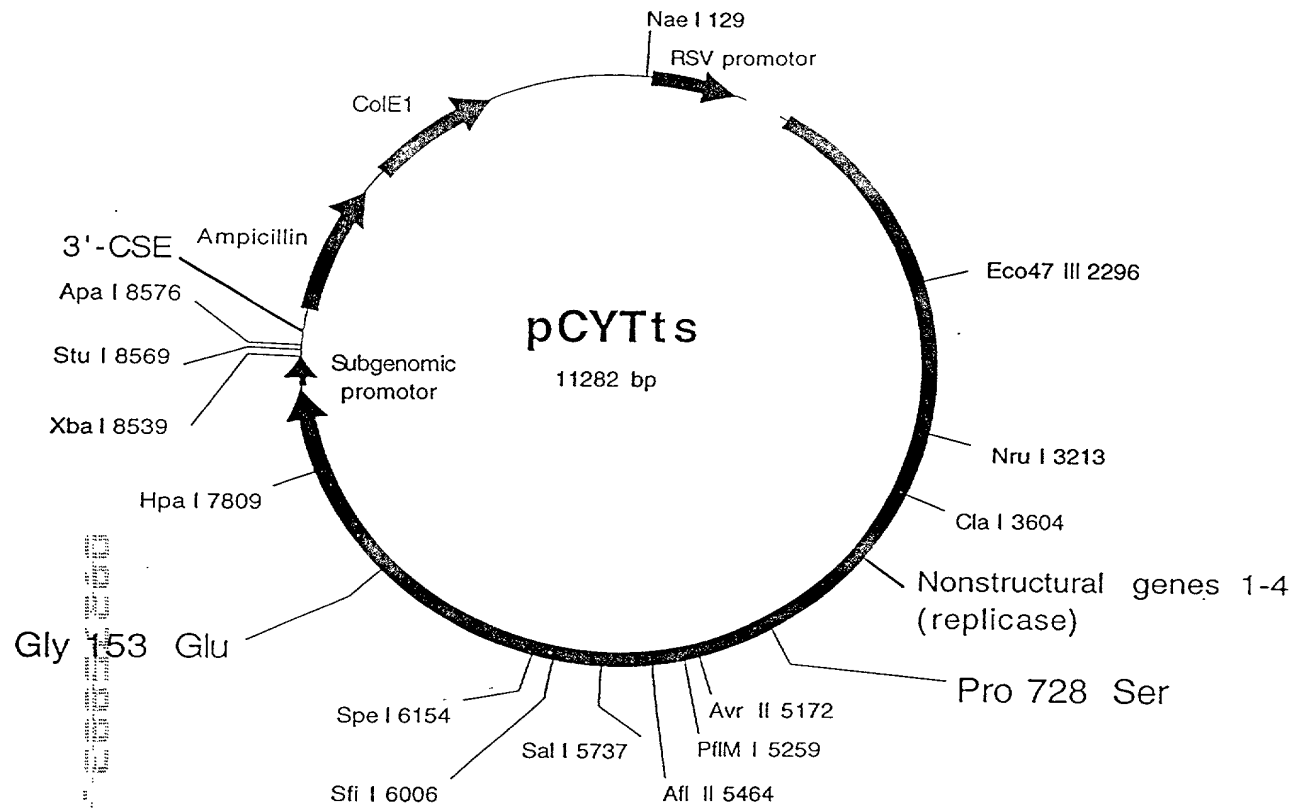 Nae I 129
RSV promotor
ColE1
Ampicillin
3'-CSE
Apa I 8576
Stu I 8569
Xba I 8539
Subgenomic
promotor
pCYTts
11282 bp
Eco47 III 2296
Nru I 3213
Cla I 3604
Hpa I 7809
Nonstructural genes 1-4
(replicase)
Gly 153 Glu
Pro 728 Ser
Spe I 6154
Avr II 5172
Sal I 5737
PflM I 5259
Sfi I 6006
Afl II 5464